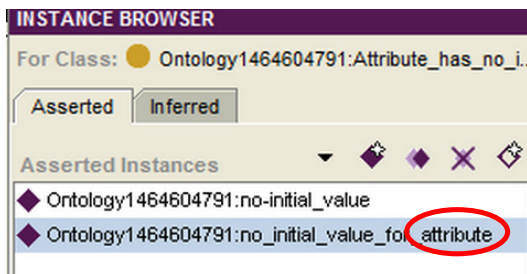 INSTANCE BROWSER
For Class: Ontology1464604791:Attribute_has_no_i..
Asserted Inferred
Asserted Instances
Ontology1464604791:no-initial_value
Ontology1464604791:no_initial_value_for_attribute